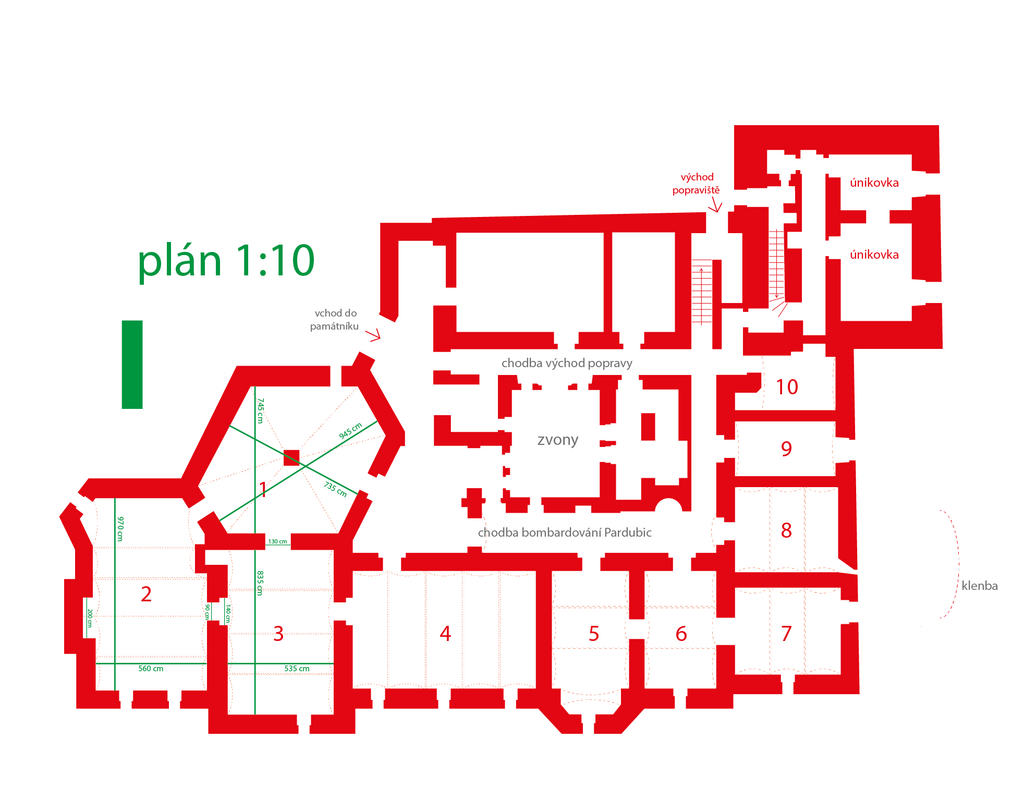 východ
popraviště
únikovka
plán 1:10
únikovka
vchod do
památníku
chodba východ popravy
745 cm
945 cm
10
zvony
9
1
735 cm
970 cm
chodba bombardování Pardubic
8
130 cm
835 cm
klenba
2
200 cm
90 cm
140 cm
3
4
5
6
7
560 cm
535 cm